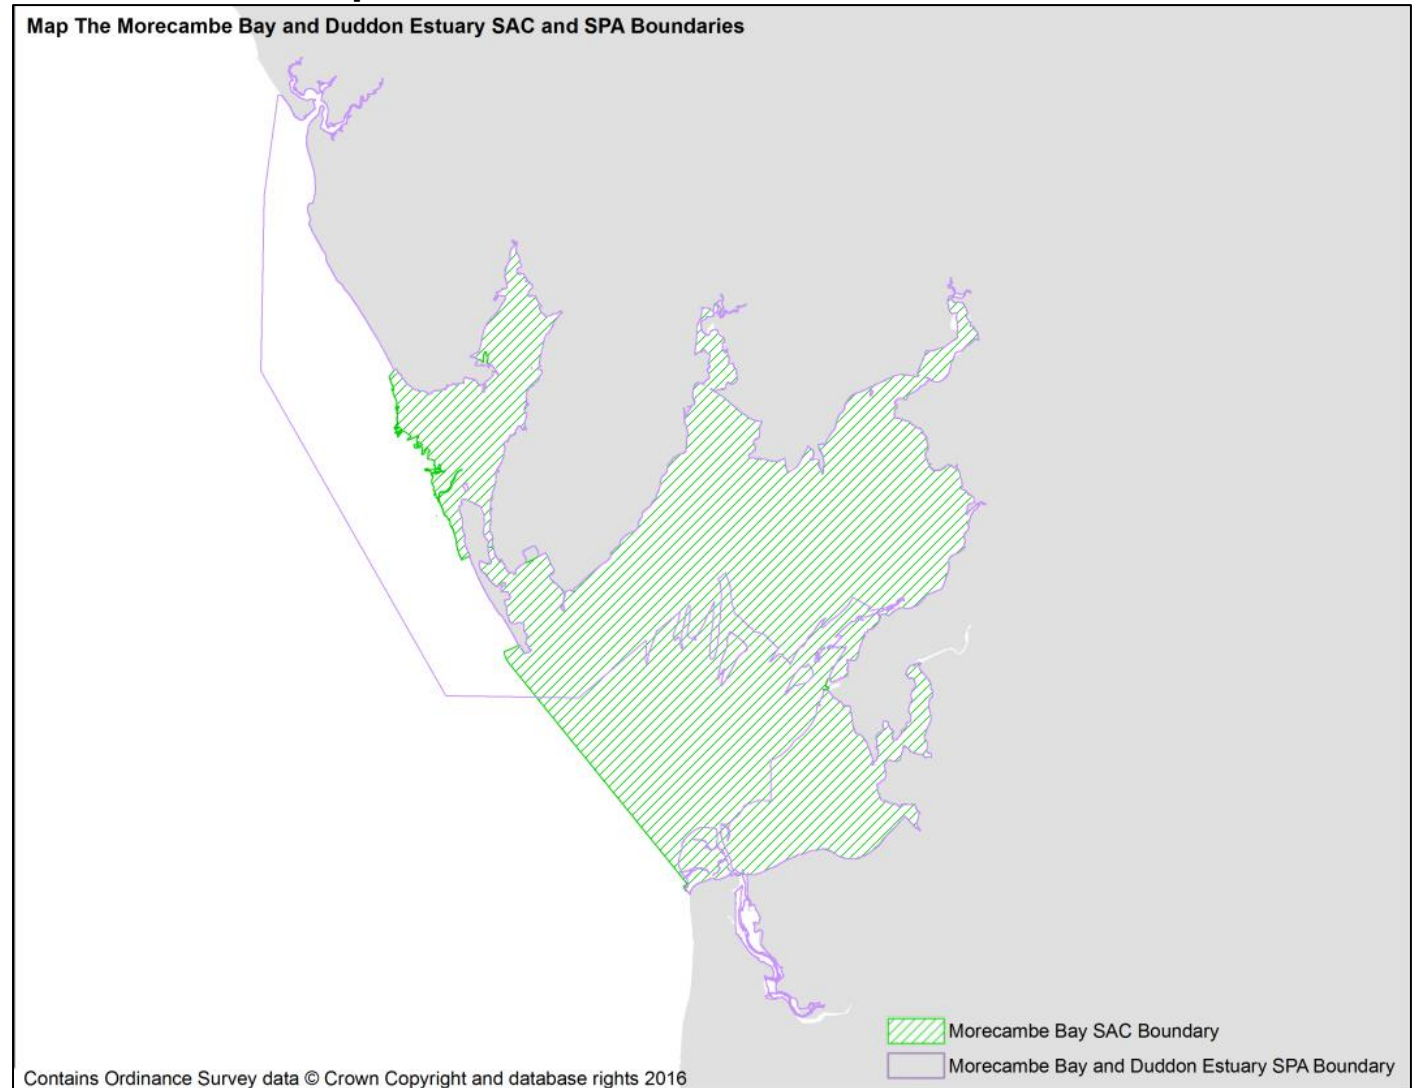 Map The Morecambe Bay and Duddon Estuary SAC and SPA Boundaries
Morecambe Bay SAC Boundary
Morecambe Bay and Duddon Estuary SPA Boundary
Contains Ordinance Survey data © Crown Copyright and database rights 2016